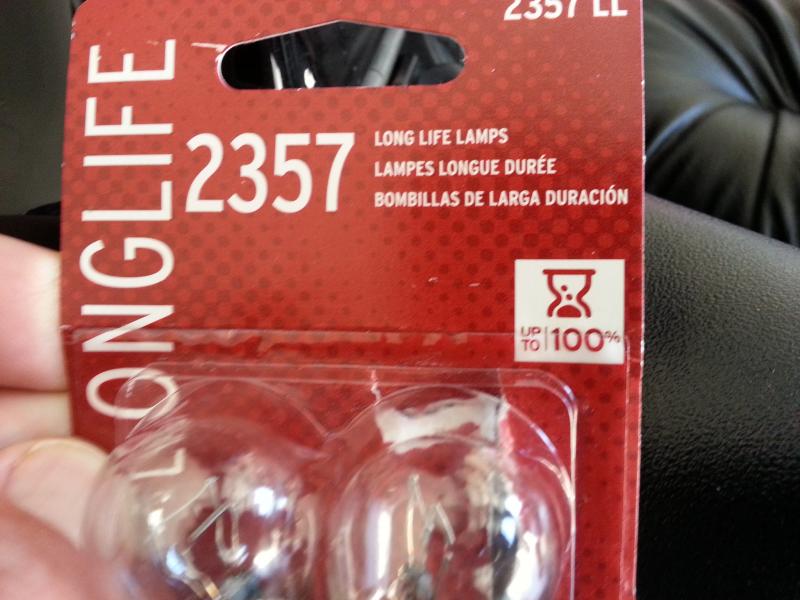 2357 LL
LONGLIFE
2357
LONG LIFE LAMPS
LAMPES LONGUE DURÉE
BOMBILLAS DE LARGA DURACIÓN
UP TO 100%